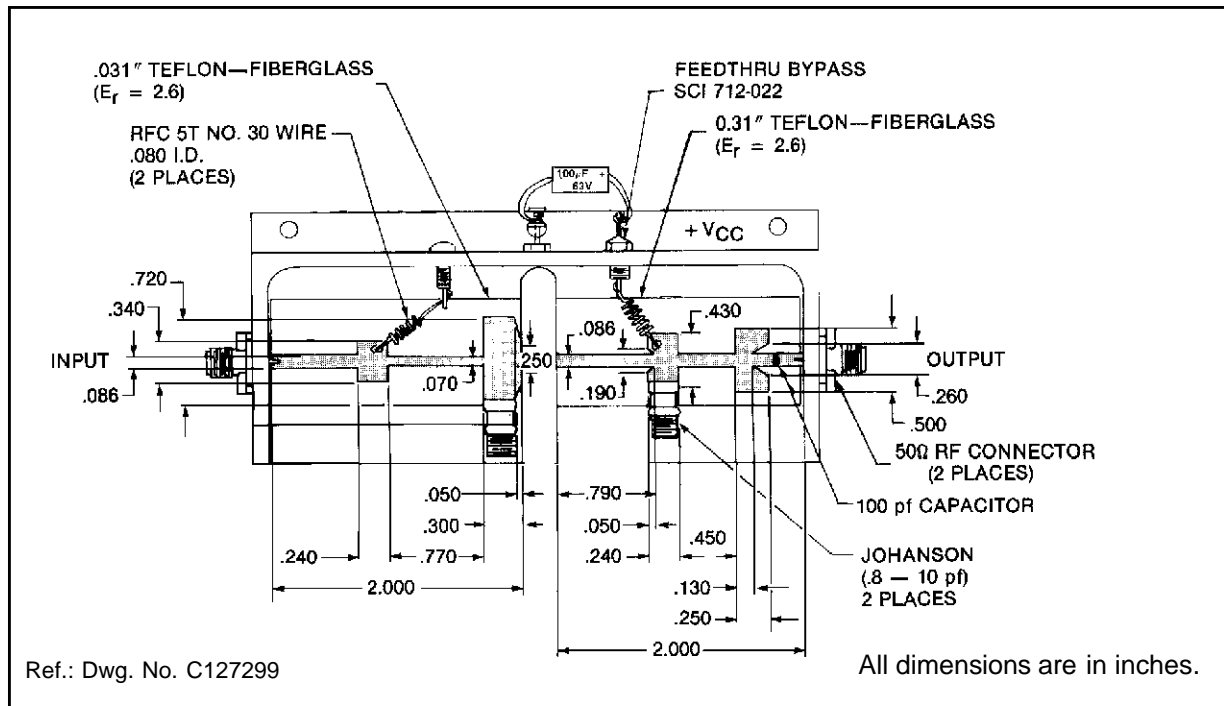 .031" TEFLON—FIBERGLASS
(Er = 2.6)
RFC 5T NO. 30 WIRE
.080 I.D.
(2 PLACES)
FEEDTHRU BYPASS
SCI 712-022
0.31" TEFLON—FIBERGLASS
(Er = 2.6)
100µF +
63V
+ VCC
.720
.340
INPUT
.086
.070
.250
.086
.190
.430
OUTPUT
.260
.500
50Ω RF CONNECTOR
(2 PLACES)
100 pf CAPACITOR
JOHANSON
(.8 — 10 pf)
2 PLACES
.050
.300
.240
.770
2.000
.790
.050
.240
.450
.130
.250
2.000
Ref.: Dwg. No. C127299
All dimensions are in inches.